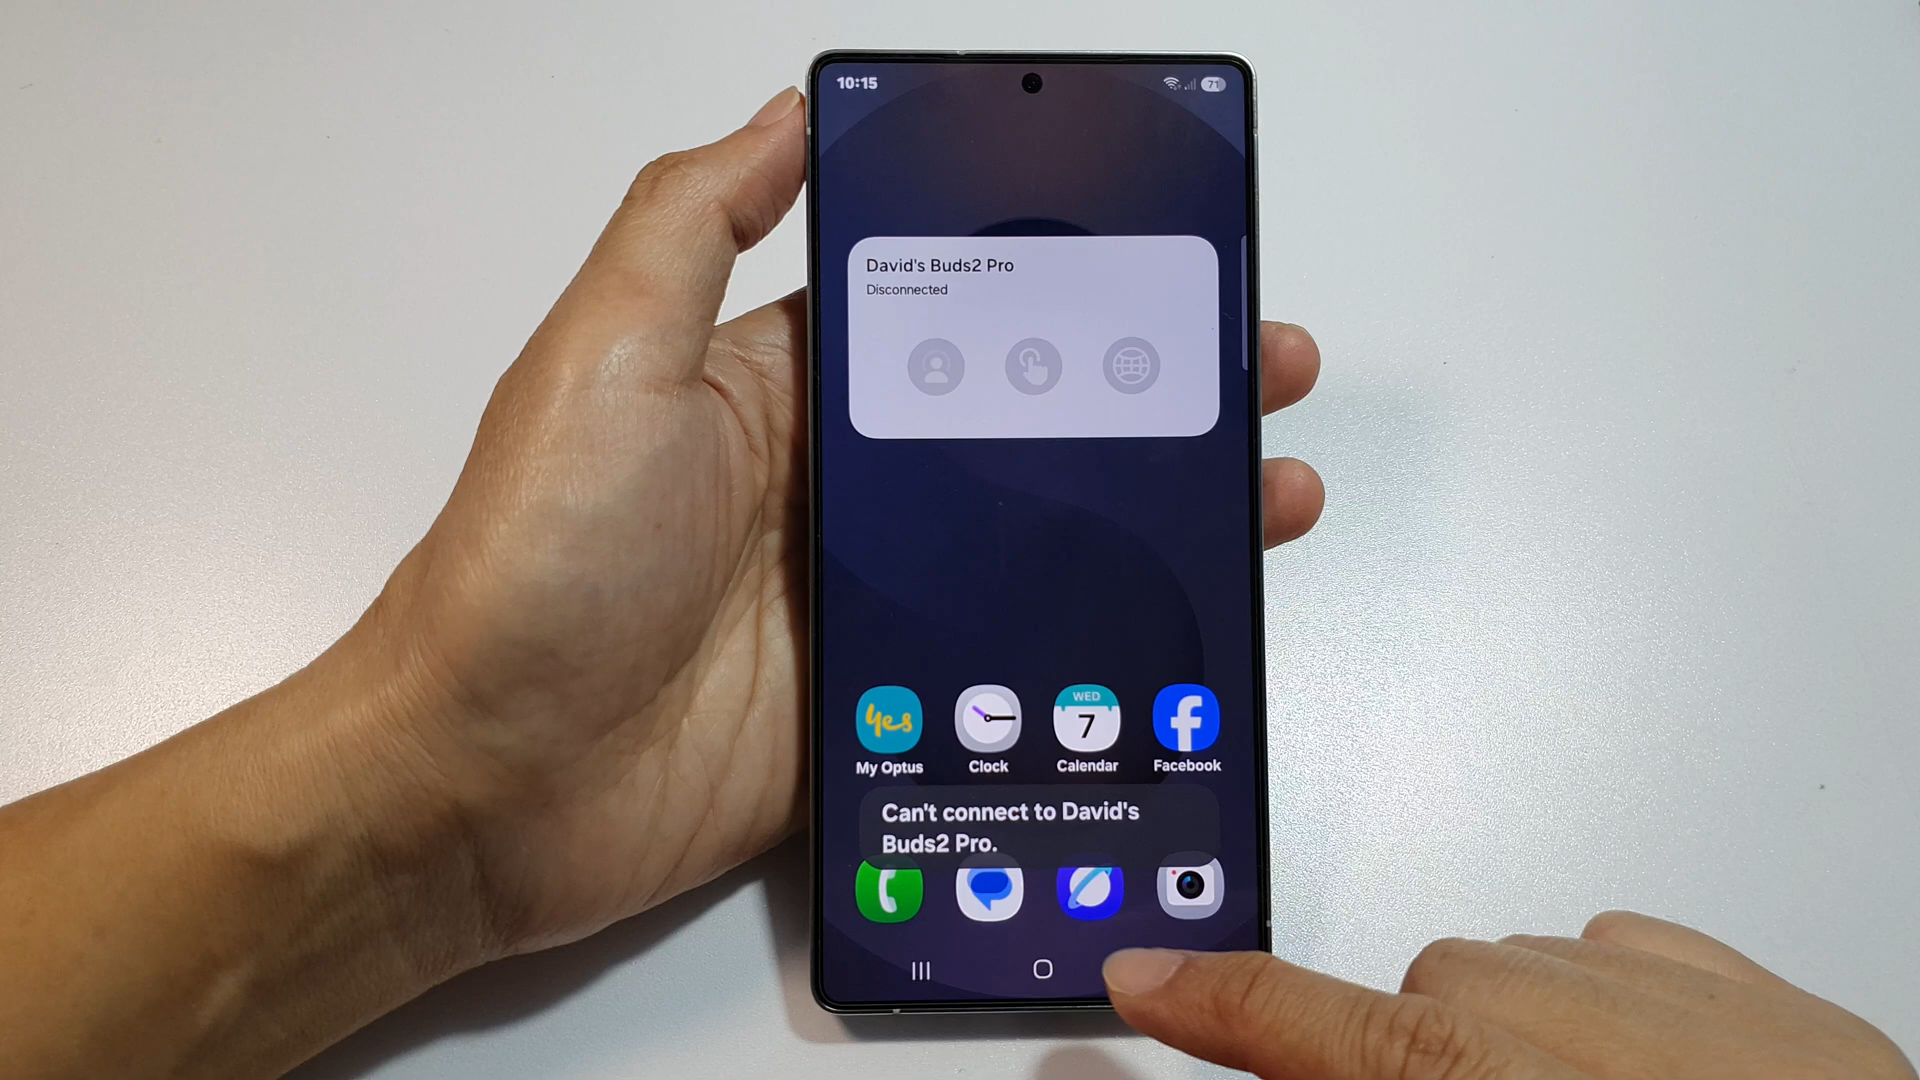 10:15
71
David's Buds2 Pro
Disconnected
yes
WED
7
My Optus
Clock
Calendar
Facebook
Can't connect to David's
Buds2 Pro.